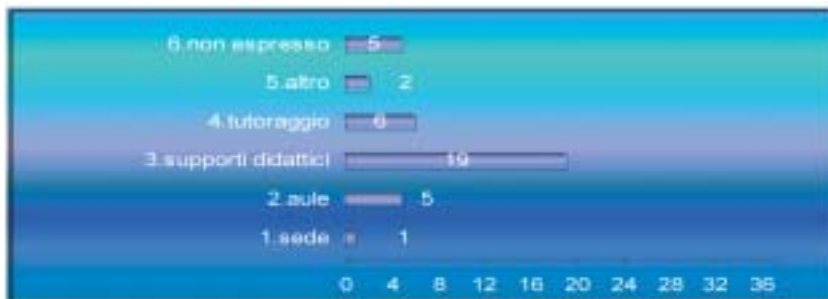 6.non espresso 5
5.altro 2
4.tutoraggio 6
3.supporti didattici 19
2.aule 5
1.sede 1
0 4 8 12 16 20 24 28 32 36